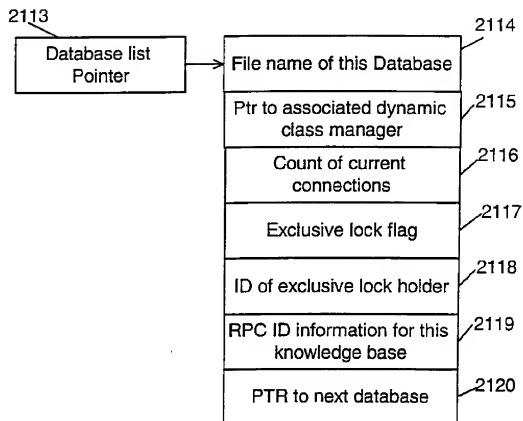 2113
Database list
Pointer
2114
File name of this Database
2115
Ptr to associated dynamic
class manager
2116
Count of current
connections
2117
Exclusive lock flag
2118
ID of exclusive lock holder
2119
RPC ID information for this
knowledge base
2120
PTR to next database